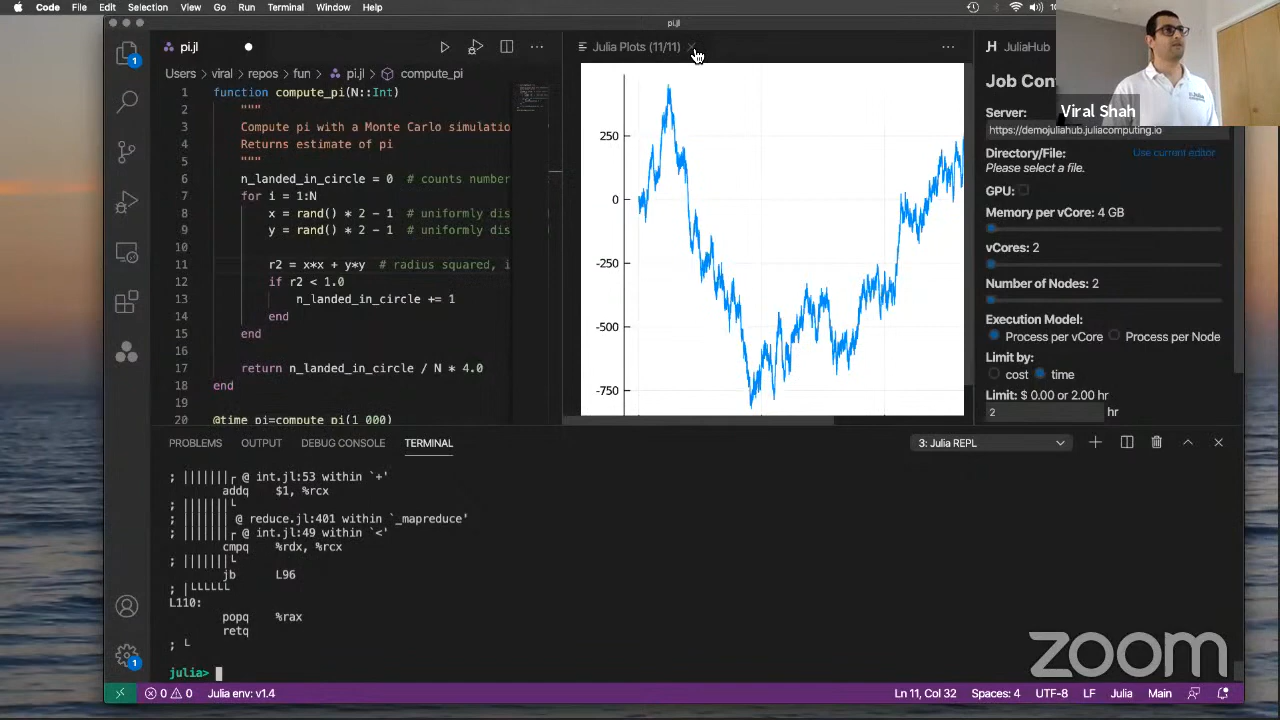 Code File Edit Selection View Go Run Terminal Window Help
pi.jl
pi.jl
Julia Plots (11/11)
JuliaHub
Users viral repos fun pi.jl compute_pi
1 function compute_pi(N::Int)
2 """
3 Compute pi with a Monte Carlo simulatio
4 Returns estimate of pi
5 """
6 n_landed_in_circle = 0 # counts number
7 for i = 1:N
8 x = rand() * 2 - 1 # uniformly dis
9 y = rand() * 2 - 1 # uniformly dis
10
11 r2 = x*x + y*y # radius squared, i
12 if r2 < 1.0
13 n_landed_in_circle += 1
14 end
15 end
16
17 return n_landed_in_circle / N * 4.0
18 end
19
20 @time pi=compute_pi(1_000)
250
0
-250
-500
-750
Job Con
Server:
https://demojuliahub.juliacomputing.io
Directory/File: Use current editor
Please select a file.
GPU:
Memory per vCore: 4 GB
vCores: 2
Number of Nodes: 2
Execution Model:
Process per vCore Process per Node
Limit by:
cost time
Limit: $ 0.00 or 2.00 hr
2 hr
Viral Shah
PROBLEMS OUTPUT DEBUG CONSOLE TERMINAL 3: Julia REPL
; │││││││┌ @ int.jl:53 within `+'
addq $1, %rcx
; │││││││└
; │││││││ @ reduce.jl:401 within `_mapreduce'
; │││││││┌ @ int.jl:49 within `<'
cmpq %rdx, %rcx
; │││││││└
jb L96
; │└└└└└└
L110:
popq %rax
retq
; └
julia>
zoom
0 0 Julia env: v1.4 Ln 11, Col 32 Spaces: 4 UTF-8 LF Julia Main